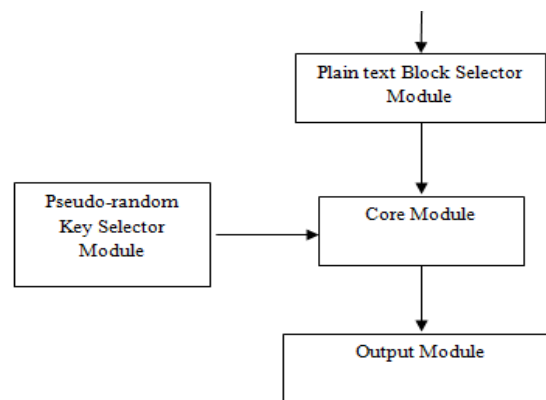 Plain text Block Selector
Module
Pseudo-random
Key Selector
Module
Core Module
Output Module